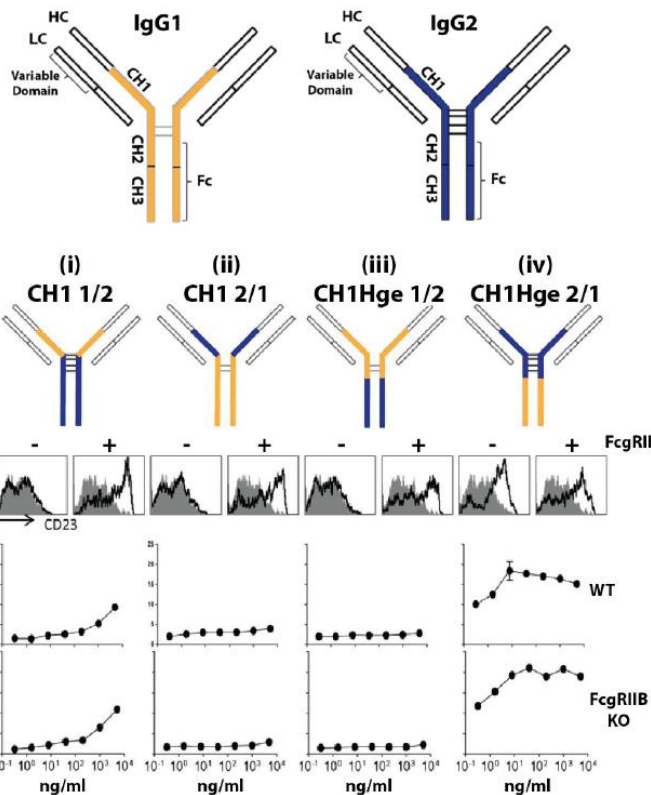 HC IgG1 HC IgG2
LC LC
Variable Domain CH1 Variable Domain CH1
CH2 CH2
CH3 Fc CH3 Fc
(i) (ii) (iii) (iv)
CH1 1/2 CH1 2/1 CH1Hge 1/2 CH1Hge 2/1
- + - + - + - + FcgRII
CD23
25
20
15
10
5
0
WT
FcgRIIB
KO
10⁻¹ 10⁰ 10¹ 10² 10³ 10⁴ 10⁻¹ 10⁰ 10¹ 10² 10³ 10⁴ 10⁻¹ 10⁰ 10¹ 10² 10³ 10⁴ 10⁻¹ 10⁰ 10¹ 10² 10³ 10⁴
ng/ml ng/ml ng/ml ng/ml